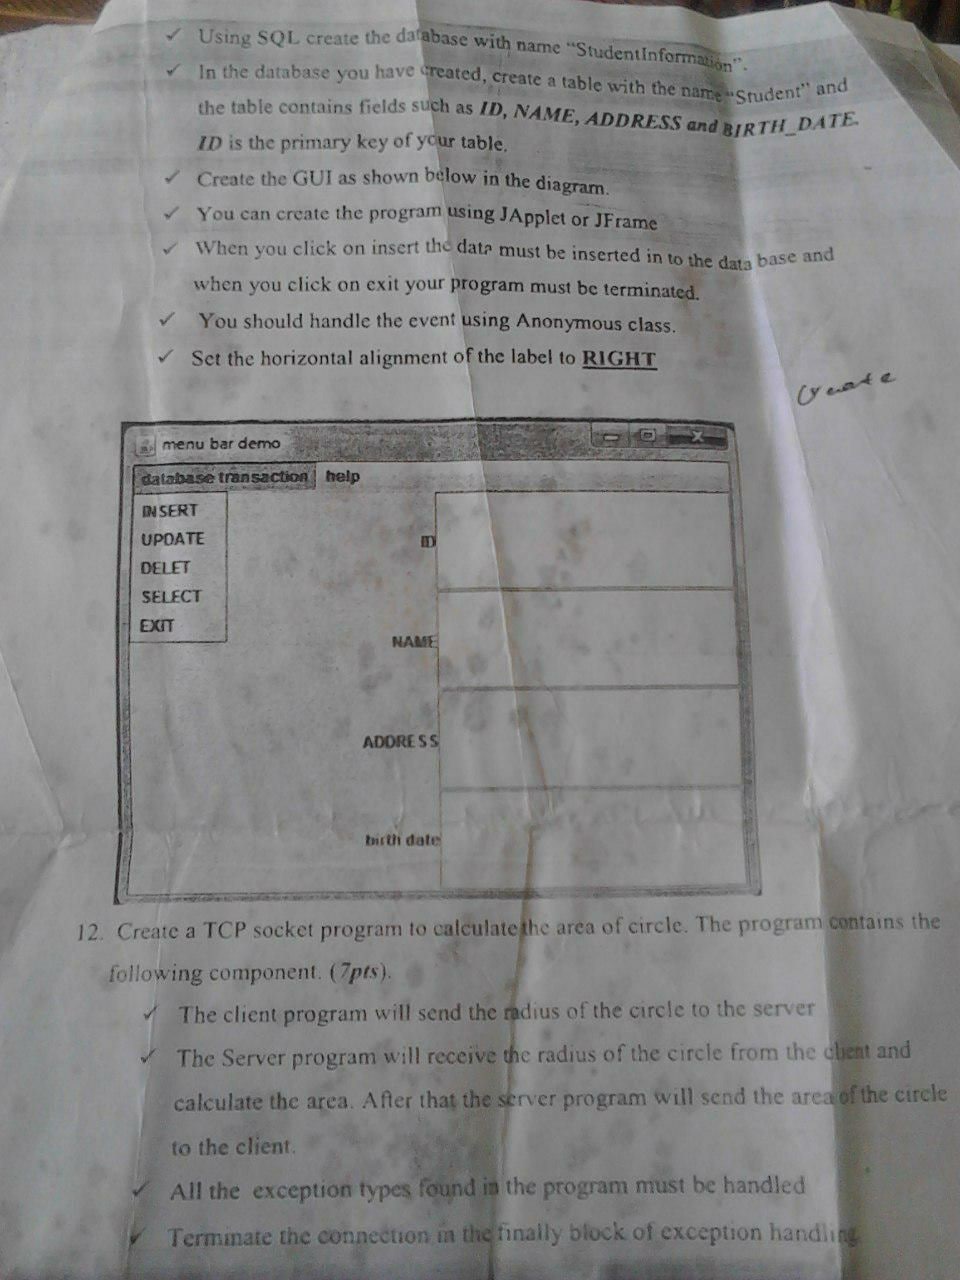 ✓ Using SQL create the database with name "StudentInformation".
✓ In the database you have created, create a table with the name "Student" and
the table contains fields such as ID, NAME, ADDRESS and BIRTH_DATE.
ID is the primary key of your table.
✓ Create the GUI as shown below in the diagram.
✓ You can create the program using JApplet or JFrame
✓ When you click on insert the data must be inserted in to the data base and
when you click on exit your program must be terminated.
✓ You should handle the event using Anonymous class.
✓ Set the horizontal alignment of the label to RIGHT
create
menu bar demo
database transaction help
INSERT
UPDATE
DELET
SELECT
EXIT
ID
NAME
ADDRESS
birth date
12. Create a TCP socket program to calculate the area of circle. The program contains the
following component. (7pts).
✓ The client program will send the radius of the circle to the server
✓ The Server program will receive the radius of the circle from the client and
calculate the area. After that the server program will send the area of the circle
to the client.
✓ All the exception types found in the program must be handled
✓ Terminate the connection in the finally block of exception handling